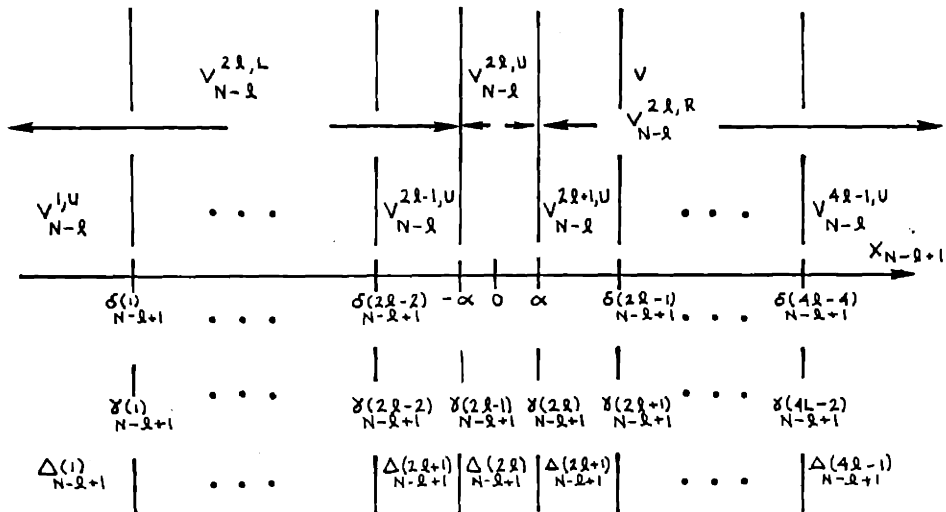 V^{2ℓ,L}_{N-ℓ} V^{2ℓ,U}_{N-ℓ} V V^{2ℓ,R}_{N-ℓ}
V^{1,U}_{N-ℓ} • • • V^{2ℓ-1,U}_{N-ℓ} V^{2ℓ+1,U}_{N-ℓ} • • • V^{4ℓ-1,U}_{N-ℓ}
X_{N-ℓ+1}
δ(1)_{N-ℓ+1} • • • δ(2ℓ-2)_{N-ℓ+1} -α 0 α δ(2ℓ-1)_{N-ℓ+1} • • • δ(4ℓ-4)_{N-ℓ+1}
γ(1)_{N-ℓ+1} • • • γ(2ℓ-2)_{N-ℓ+1} γ(2ℓ-1)_{N-ℓ+1} γ(2ℓ)_{N-ℓ+1} γ(2ℓ+1)_{N-ℓ+1} • • • γ(4L-2)_{N-ℓ+1}
Δ(1)_{N-ℓ+1} • • • Δ(2ℓ+1)_{N-ℓ+1} Δ(2ℓ)_{N-ℓ+1} Δ(2ℓ+1)_{N-ℓ+1} • • • Δ(4ℓ-1)_{N-ℓ+1}